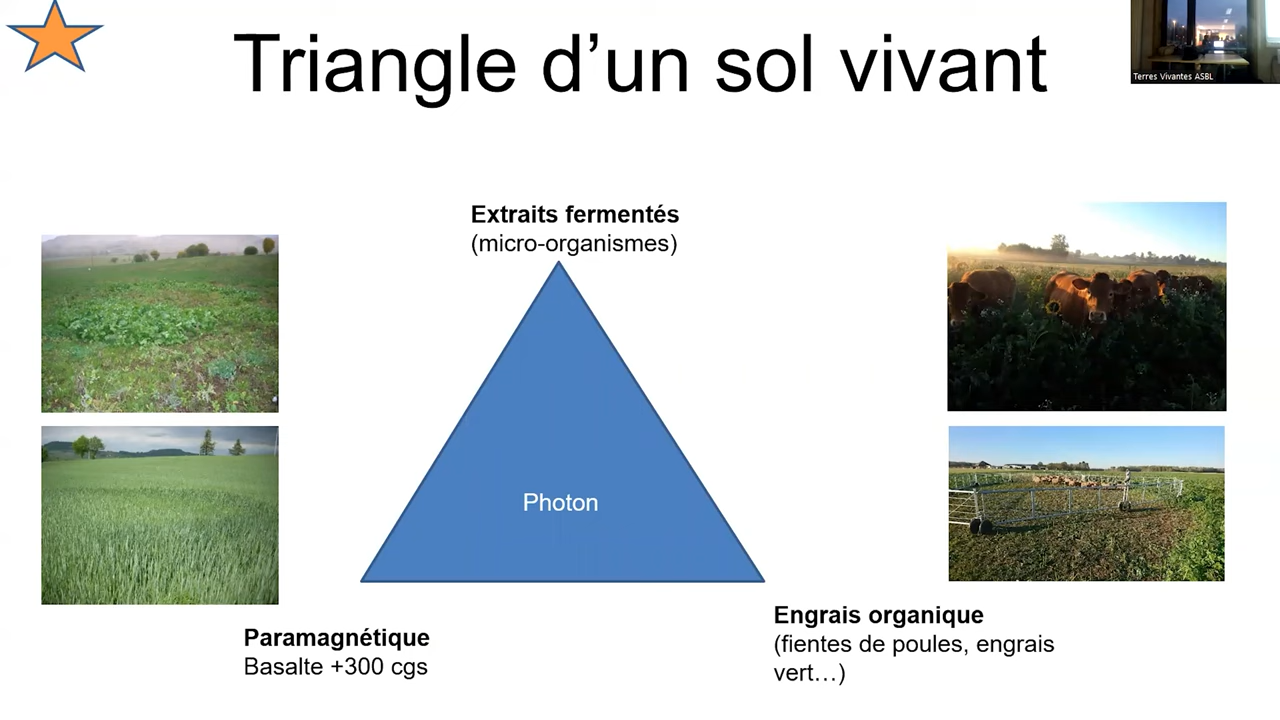 Triangle d’un sol vivant
Terres Vivantes ASBL
Extraits fermentés
(micro-organismes)
Photon
Paramagnétique
Basalte +300 cgs
Engrais organique
(fientes de poules, engrais
vert…)